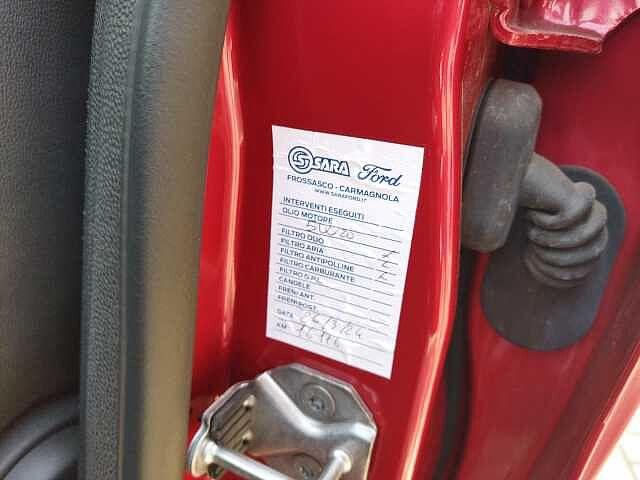 SARA Ford
FROSSASCO - CARMAGNOLA
WWW.SARAFORD.IT
INTERVENTI ESEGUITI
OLIO MOTORE
5W20
FILTRO OLIO
FILTRO ARIA
FILTRO ANTIPOLLINE
FILTRO CARBURANTE
FILTRO G.P.L.
CANDELE
FRENI ANT.
FRENI POST.
DATA
KM